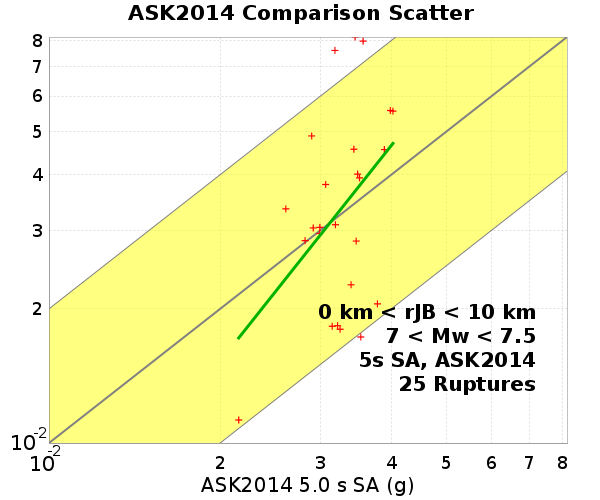 ASK2014 Comparison Scatter
8
7
6
5
4
3
2
10-2
0 km < rJB < 10 km
7 < Mw < 7.5
5s SA, ASK2014
25 Ruptures
10-2 2 3 4 5 6 7 8
ASK2014 5.0 s SA (g)